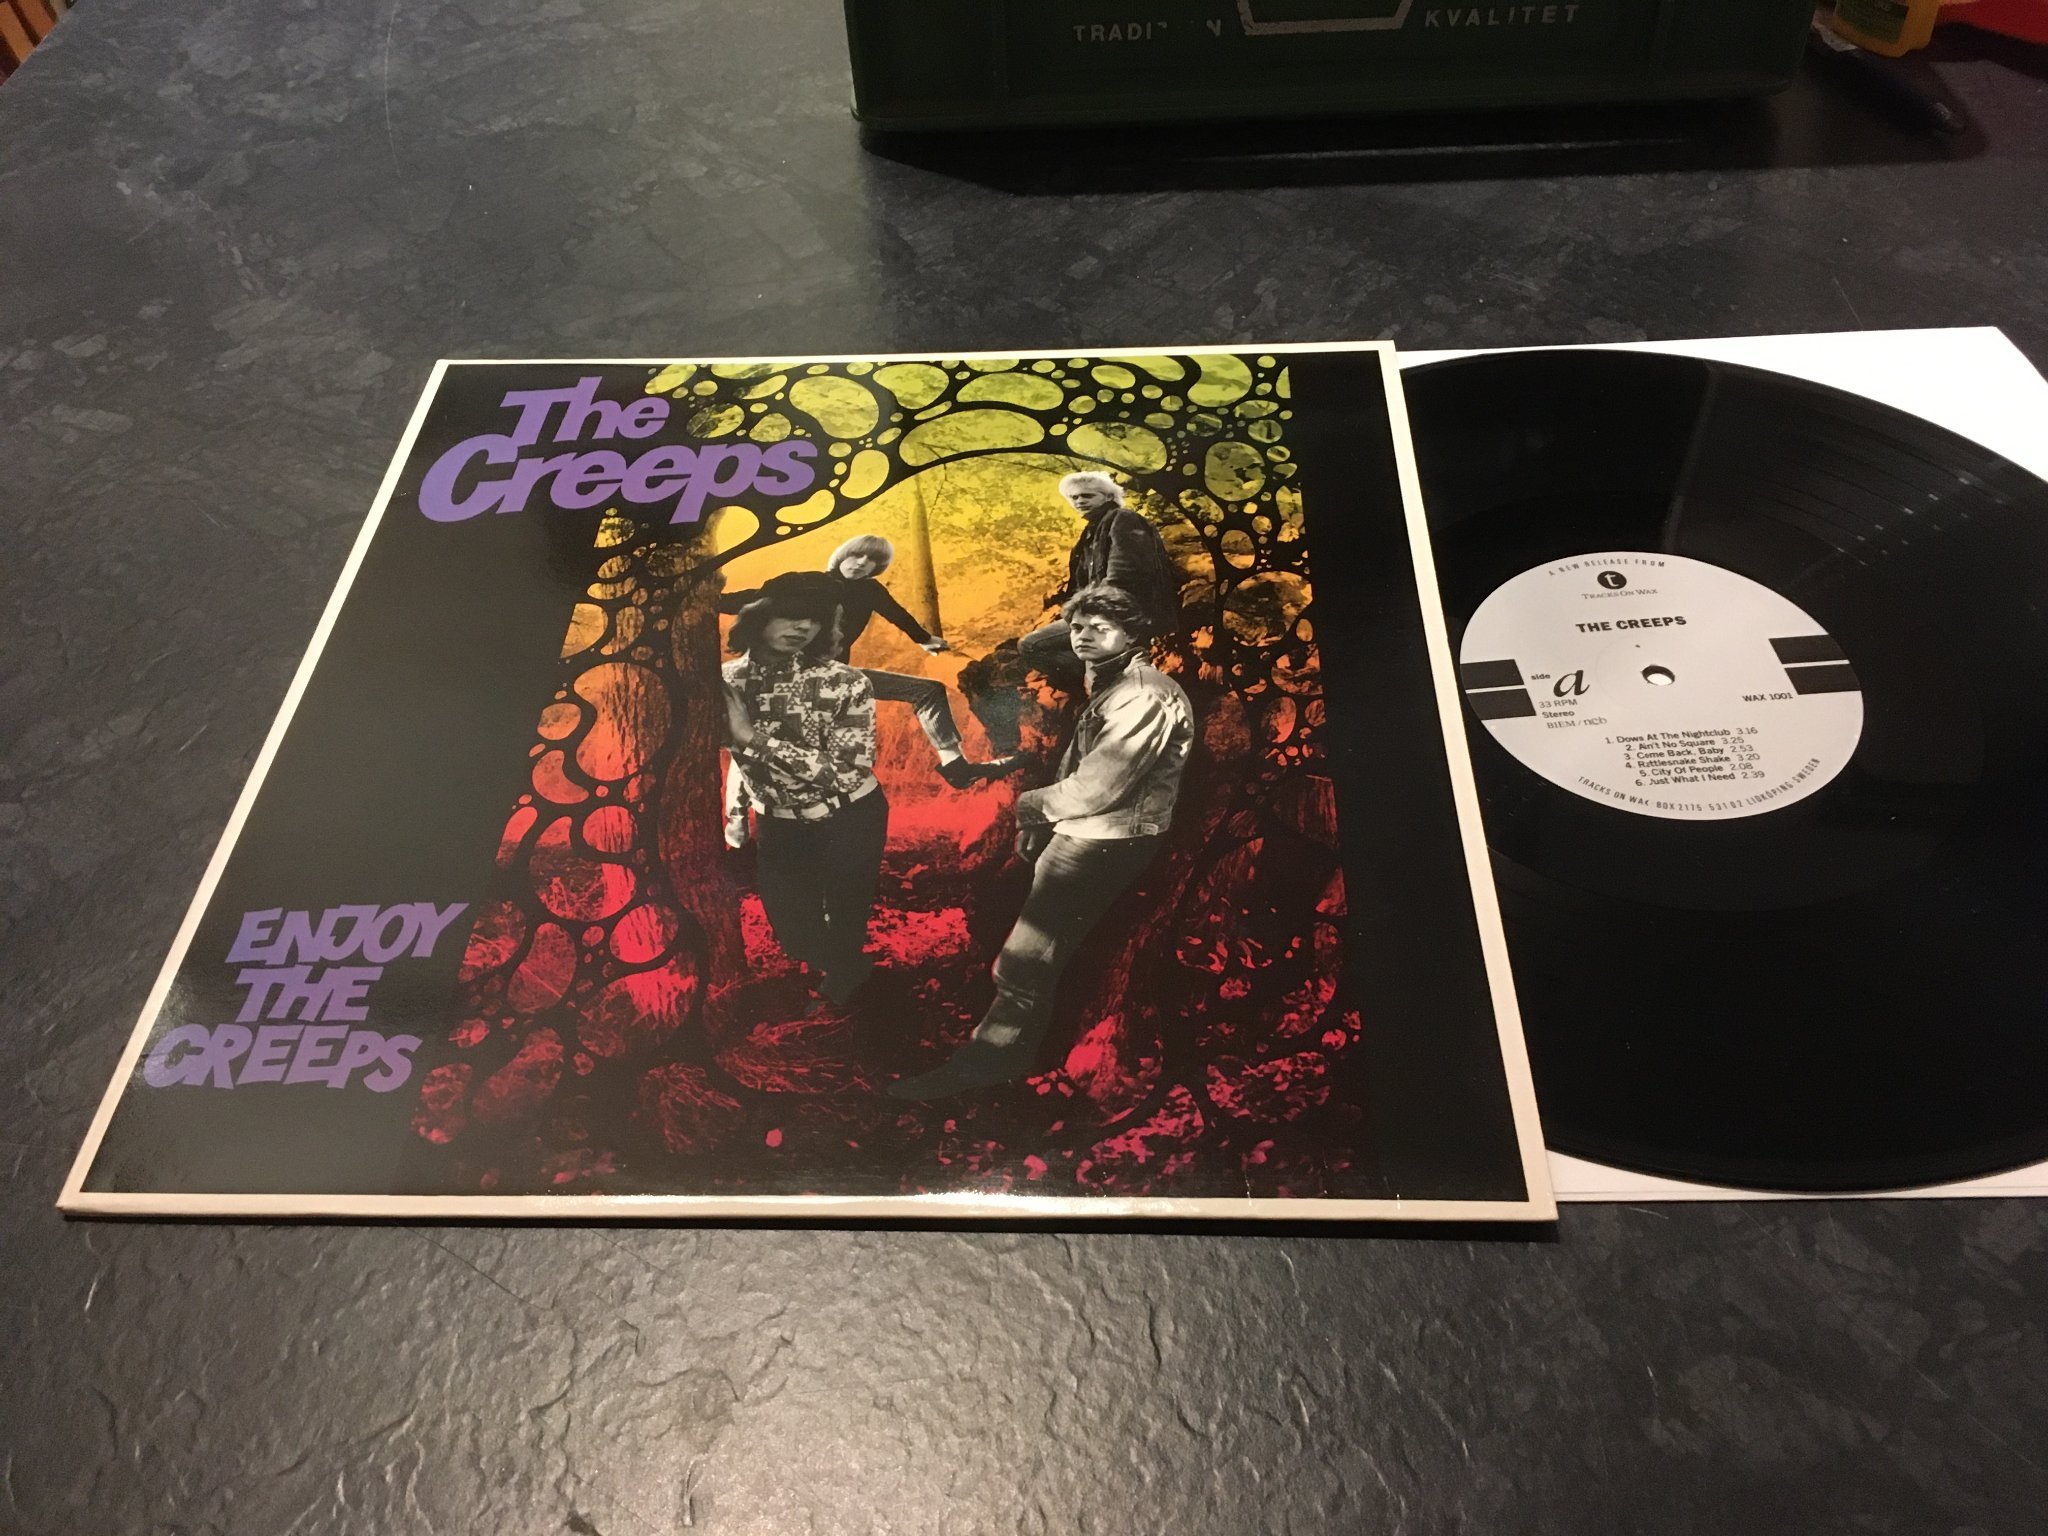 TRADI N KVALITET
The
Creeps
ENJOY
THE
CREEPS
A NEW RELEASE FROM
t
TRACKS ON WAX
THE CREEPS
side a
33 RPM
Stereo
BIEM / ncb
WAX 1001
1. Down At The Nightclub 3.16
2. Ain't No Square 3.25
3. Come Back, Baby 2.53
4. Rattlesnake Shake 3.20
5. City Of People 2.08
6. Just What I Need 2.39
TRACKS ON WAX BOX 2175 531 02 LIDKÖPING SWEDEN